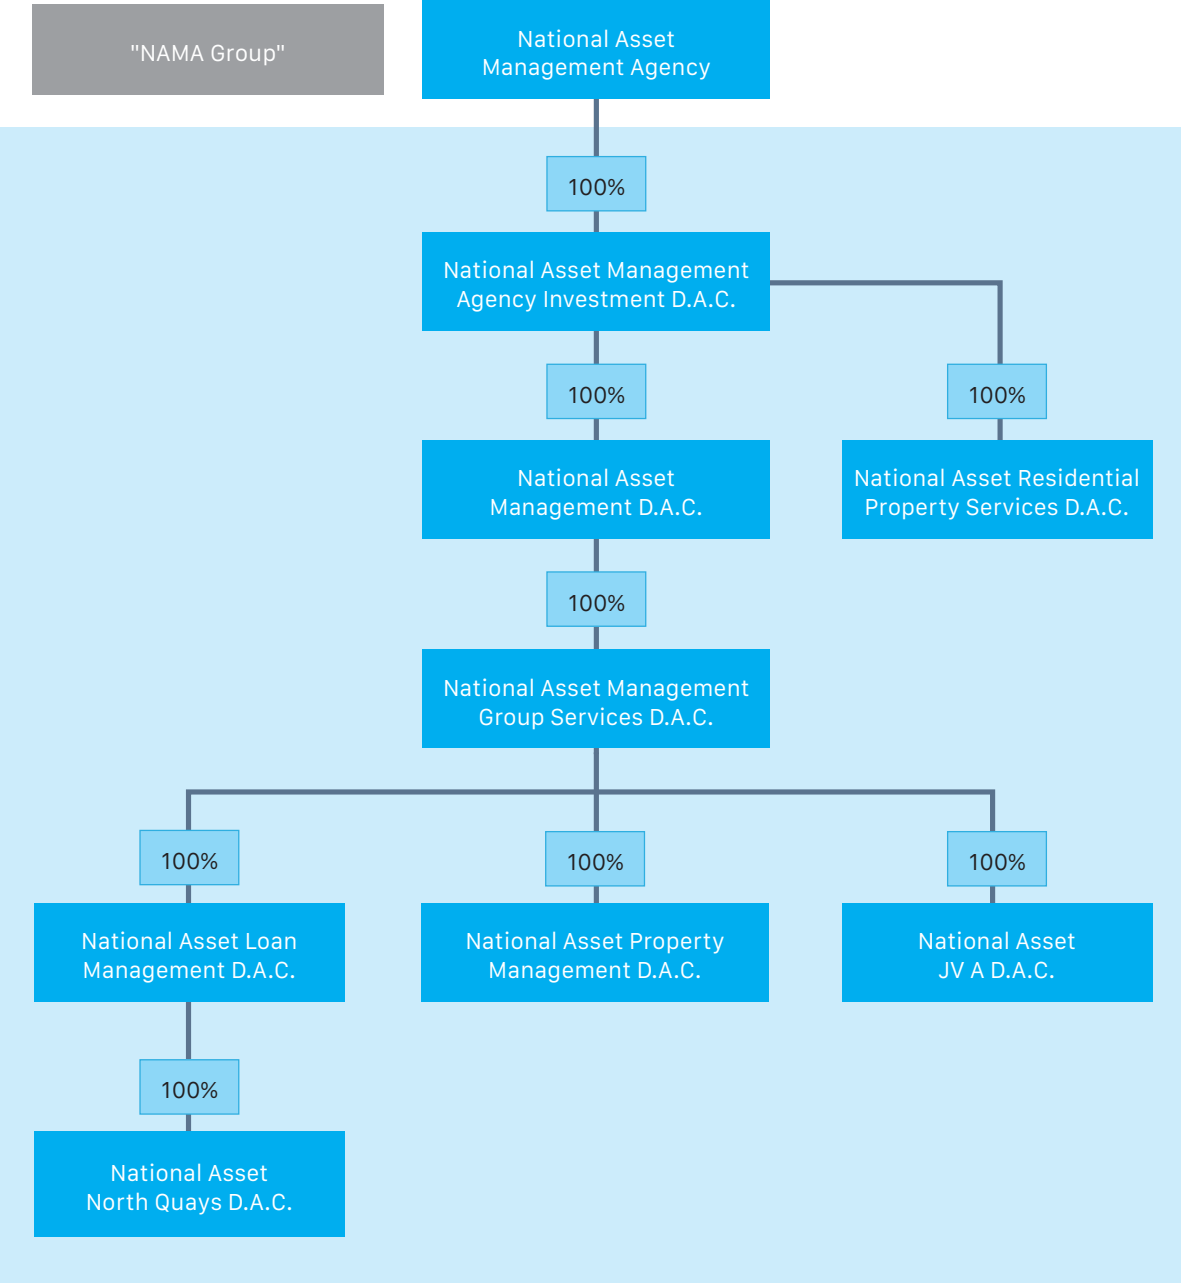 "NAMA Group"
National Asset
Management Agency
100%
National Asset Management
Agency Investment D.A.C.
100%
100%
National Asset
Management D.A.C.
National Asset Residential
Property Services D.A.C.
100%
National Asset Management
Group Services D.A.C.
100%
100%
100%
National Asset Loan
Management D.A.C.
National Asset Property
Management D.A.C.
National Asset
JV A D.A.C.
100%
National Asset
North Quays D.A.C.